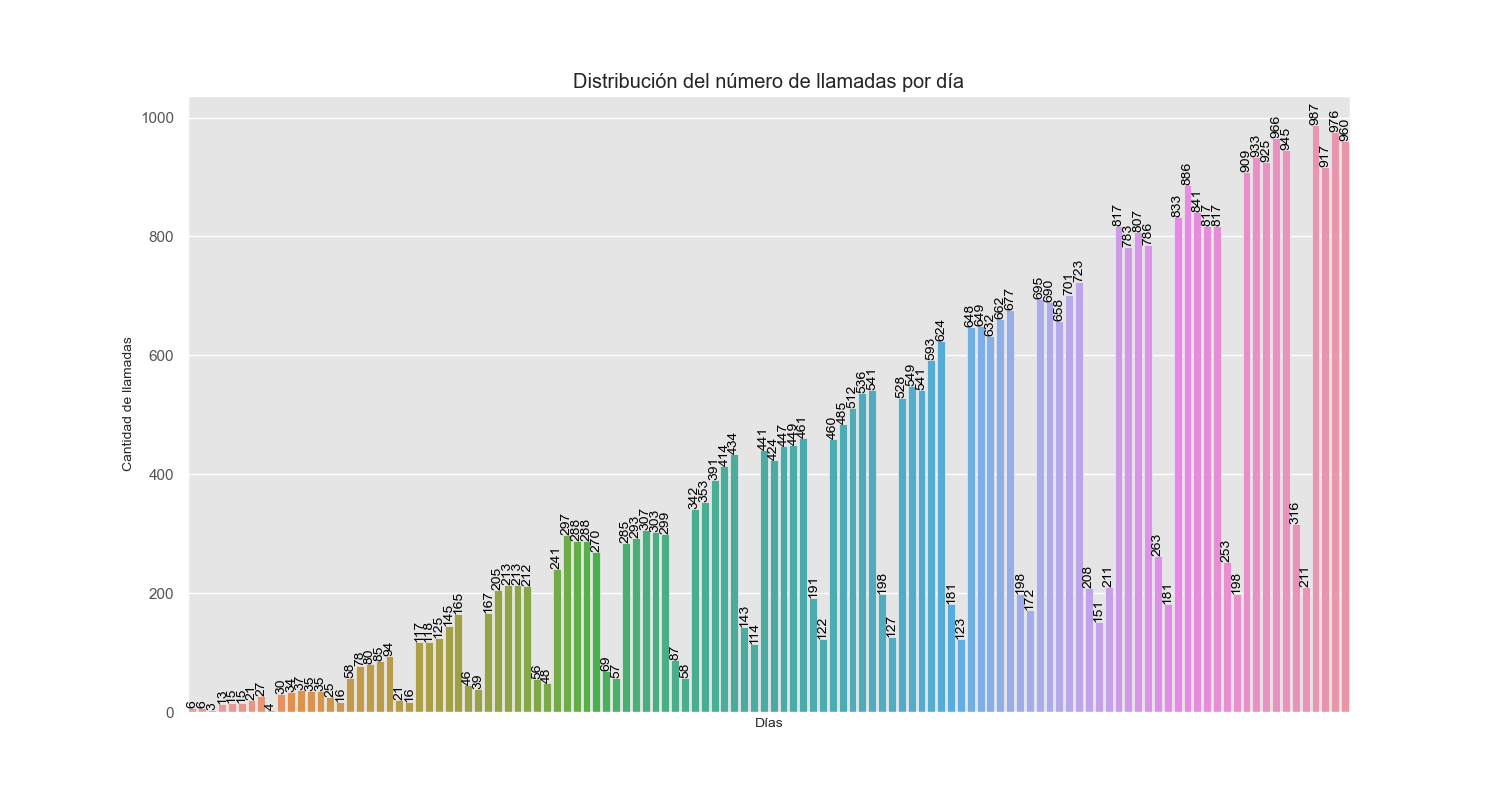 Distribución del número de llamadas por día
1000
800
600
400
200
0
Cantidad de llamadas
6 6 3 13 15 15 21 27 4 30 34 37 35 35 25 16 58 78 80 85 94 21 16 117 118 125 145 165 46 39 167 205 213 213 212 56 48 241 297 288 288 270 69 57 285 293 307 303 299 87 58 342 353 391 414 434 143 114 441 424 447 449 461 191 122 460 485 512 536 541 198 127 528 549 541 593 624 181 123 648 649 632 662 677 198 172 695 690 658 701 723 208 151 211 817 783 807 786 263 181 833 886 841 817 817 253 198 909 933 925 966 945 316 211 987 917 976 960
Días